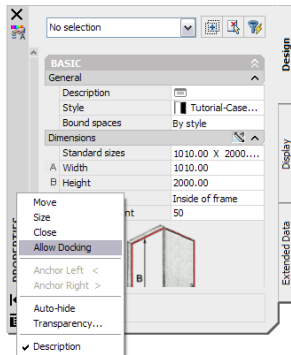 No selection
BASIC
General
Description
Style Tutorial-Case...
Bound spaces By style
Dimensions
Standard sizes 1010.00 X 2000....
A Width 1010.00
B Height 2000.00
Inside of frame
nt 50
B
Move
Size
Close
Allow Docking
Anchor Left <
Anchor Right >
Auto-hide
Transparency...
Description
PROPERTIES
Design
Display
Extended Data